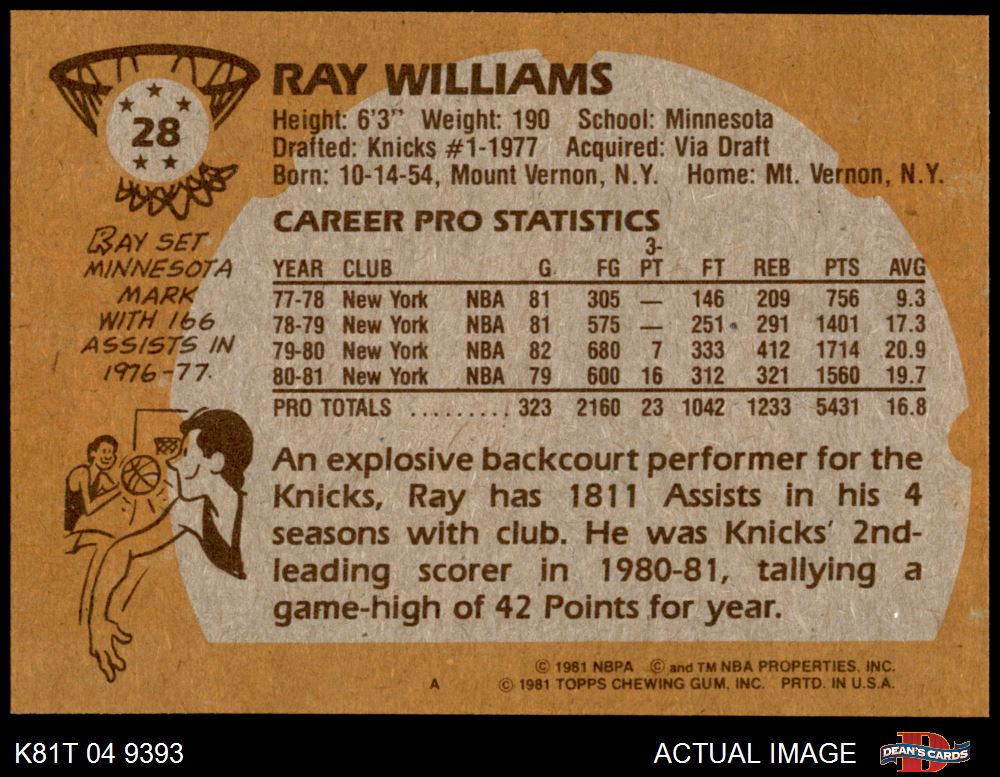 28
RAY WILLIAMS
Height: 6'3" Weight: 190 School: Minnesota
Drafted: Knicks #1-1977 Acquired: Via Draft
Born: 10-14-54, Mount Vernon, N.Y. Home: Mt. Vernon, N.Y.
RAY SET
MINNESOTA
MARK
WITH 166
ASSISTS IN
1976-77.
CAREER PRO STATISTICS
YEAR CLUB G FG 3-PT FT REB PTS AVG
77-78 New York NBA 81 305 — 146 209 756 9.3
78-79 New York NBA 81 575 — 251 291 1401 17.3
79-80 New York NBA 82 680 7 333 412 1714 20.9
80-81 New York NBA 79 600 16 312 321 1560 19.7
PRO TOTALS ......... 323 2160 23 1042 1233 5431 16.8
An explosive backcourt performer for the
Knicks, Ray has 1811 Assists in his 4
seasons with club. He was Knicks' 2nd-
leading scorer in 1980-81, tallying a
game-high of 42 Points for year.
© 1981 NBPA © and TM NBA PROPERTIES, INC.
A © 1981 TOPPS CHEWING GUM, INC. PRTD. IN U.S.A.
K81T 04 9393 ACTUAL IMAGE DEAN'S CARDS